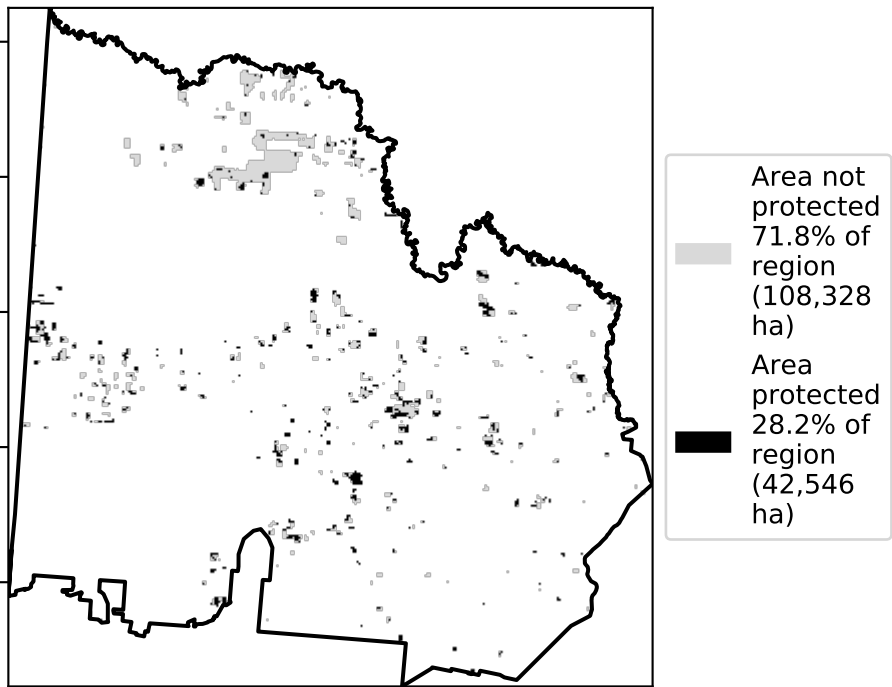 Area not
protected
71.8% of
region
(108,328
ha)
Area
protected
28.2% of
region
(42,546
ha)